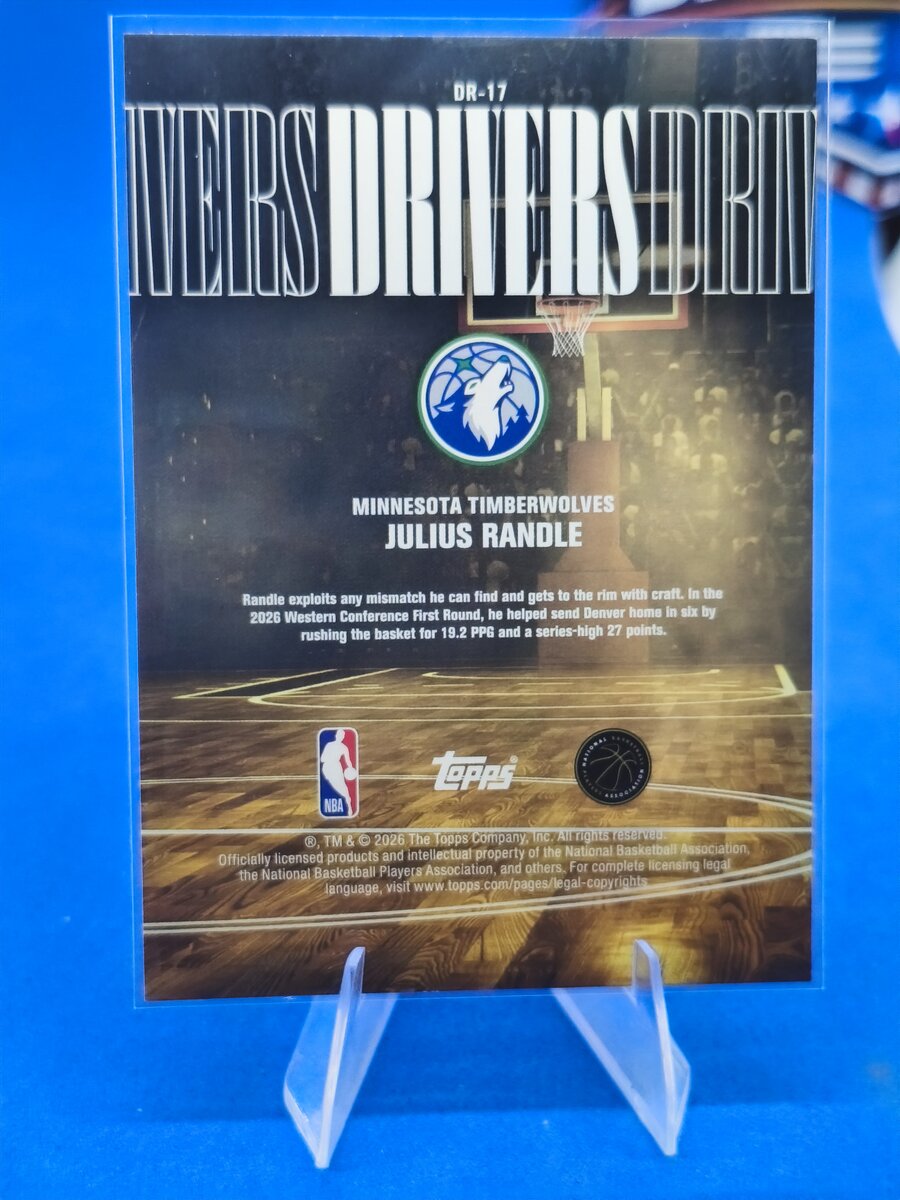 DR-17
IVERS DRIVERS DRIV
MINNESOTA TIMBERWOLVES
JULIUS RANDLE
Randle exploits any mismatch he can find and gets to the rim with craft. In the
2026 Western Conference First Round, he helped send Denver home in six by
rushing the basket for 19.2 PPG and a series-high 27 points.
NBA
topps®
NATIONAL BASKETBALL PLAYERS ASSOCIATION
®, TM & © 2026 The Topps Company, Inc. All rights reserved.
Officially licensed products and intellectual property of the National Basketball Association,
the National Basketball Players Association, and others. For complete licensing legal
language, visit www.topps.com/pages/legal-copyrights